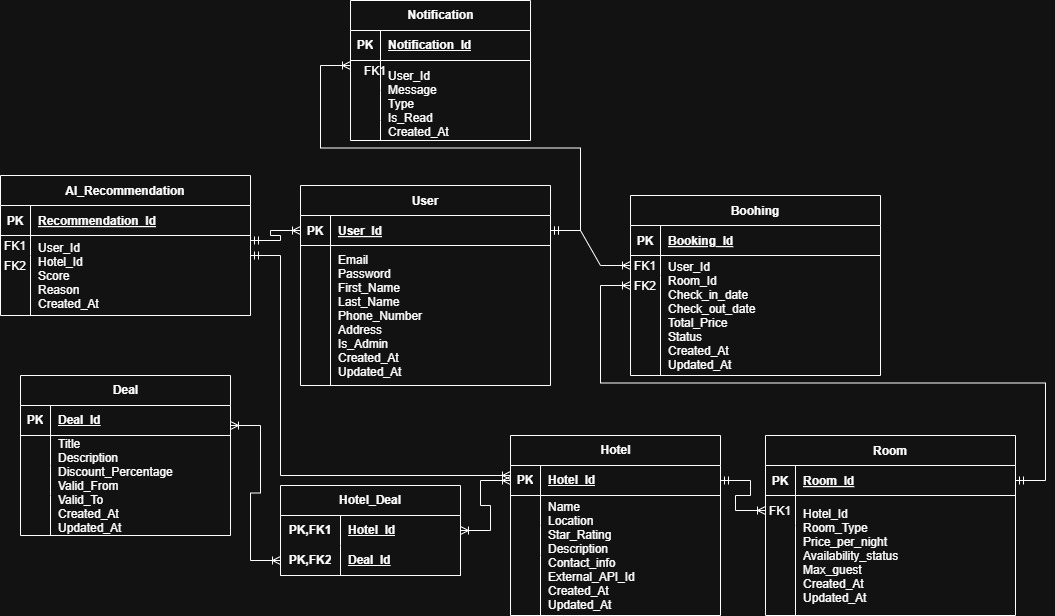 Notification
PK Notification_Id
FK1
User_Id
Message
Type
Is_Read
Created_At
AI_Recommendation
PK Recommendation_Id
FK1 User_Id
FK2 Hotel_Id
Score
Reason
Created_At
User
PK User_Id
Email
Password
First_Name
Last_Name
Phone_Number
Address
Is_Admin
Created_At
Updated_At
Boohing
PK Booking_Id
FK1 User_Id
FK2 Room_Id
Check_in_date
Check_out_date
Total_Price
Status
Created_At
Updated_At
Deal
PK Deal_Id
Title
Description
Discount_Percentage
Valid_From
Valid_To
Created_At
Updated_At
Hotel_Deal
PK,FK1 Hotel_Id
PK,FK2 Deal_Id
Hotel
PK Hotel_Id
Name
Location
Star_Rating
Description
Contact_info
External_API_Id
Created_At
Updated_At
Room
PK Room_Id
FK1 Hotel_Id
Room_Type
Price_per_night
Availability_status
Max_guest
Created_At
Updated_At